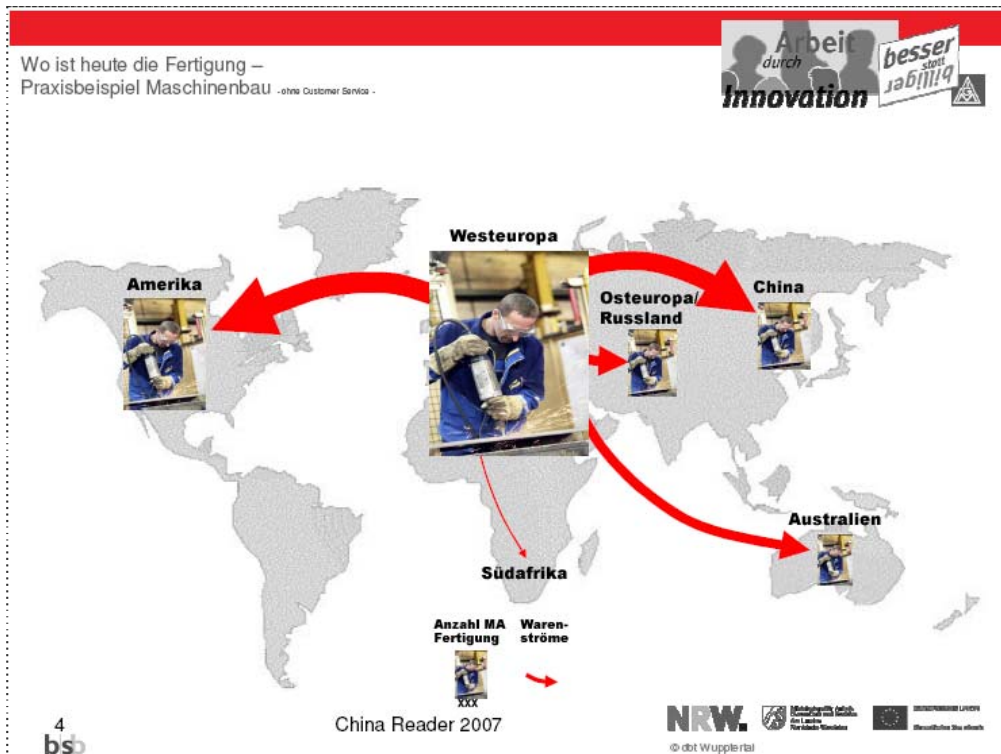 Wo ist heute die Fertigung –
Praxisbeispiel Maschinenbau - ohne Customer Service -
Arbeit
durch
Innovation
besser
statt
billiger
Westeuropa
Amerika
Osteuropa/
Russland
China
Australien
Südafrika
Anzahl MA
Fertigung
Waren-
ströme
xxx
4
China Reader 2007
bsb
NRW.
© dbt Wuppertal